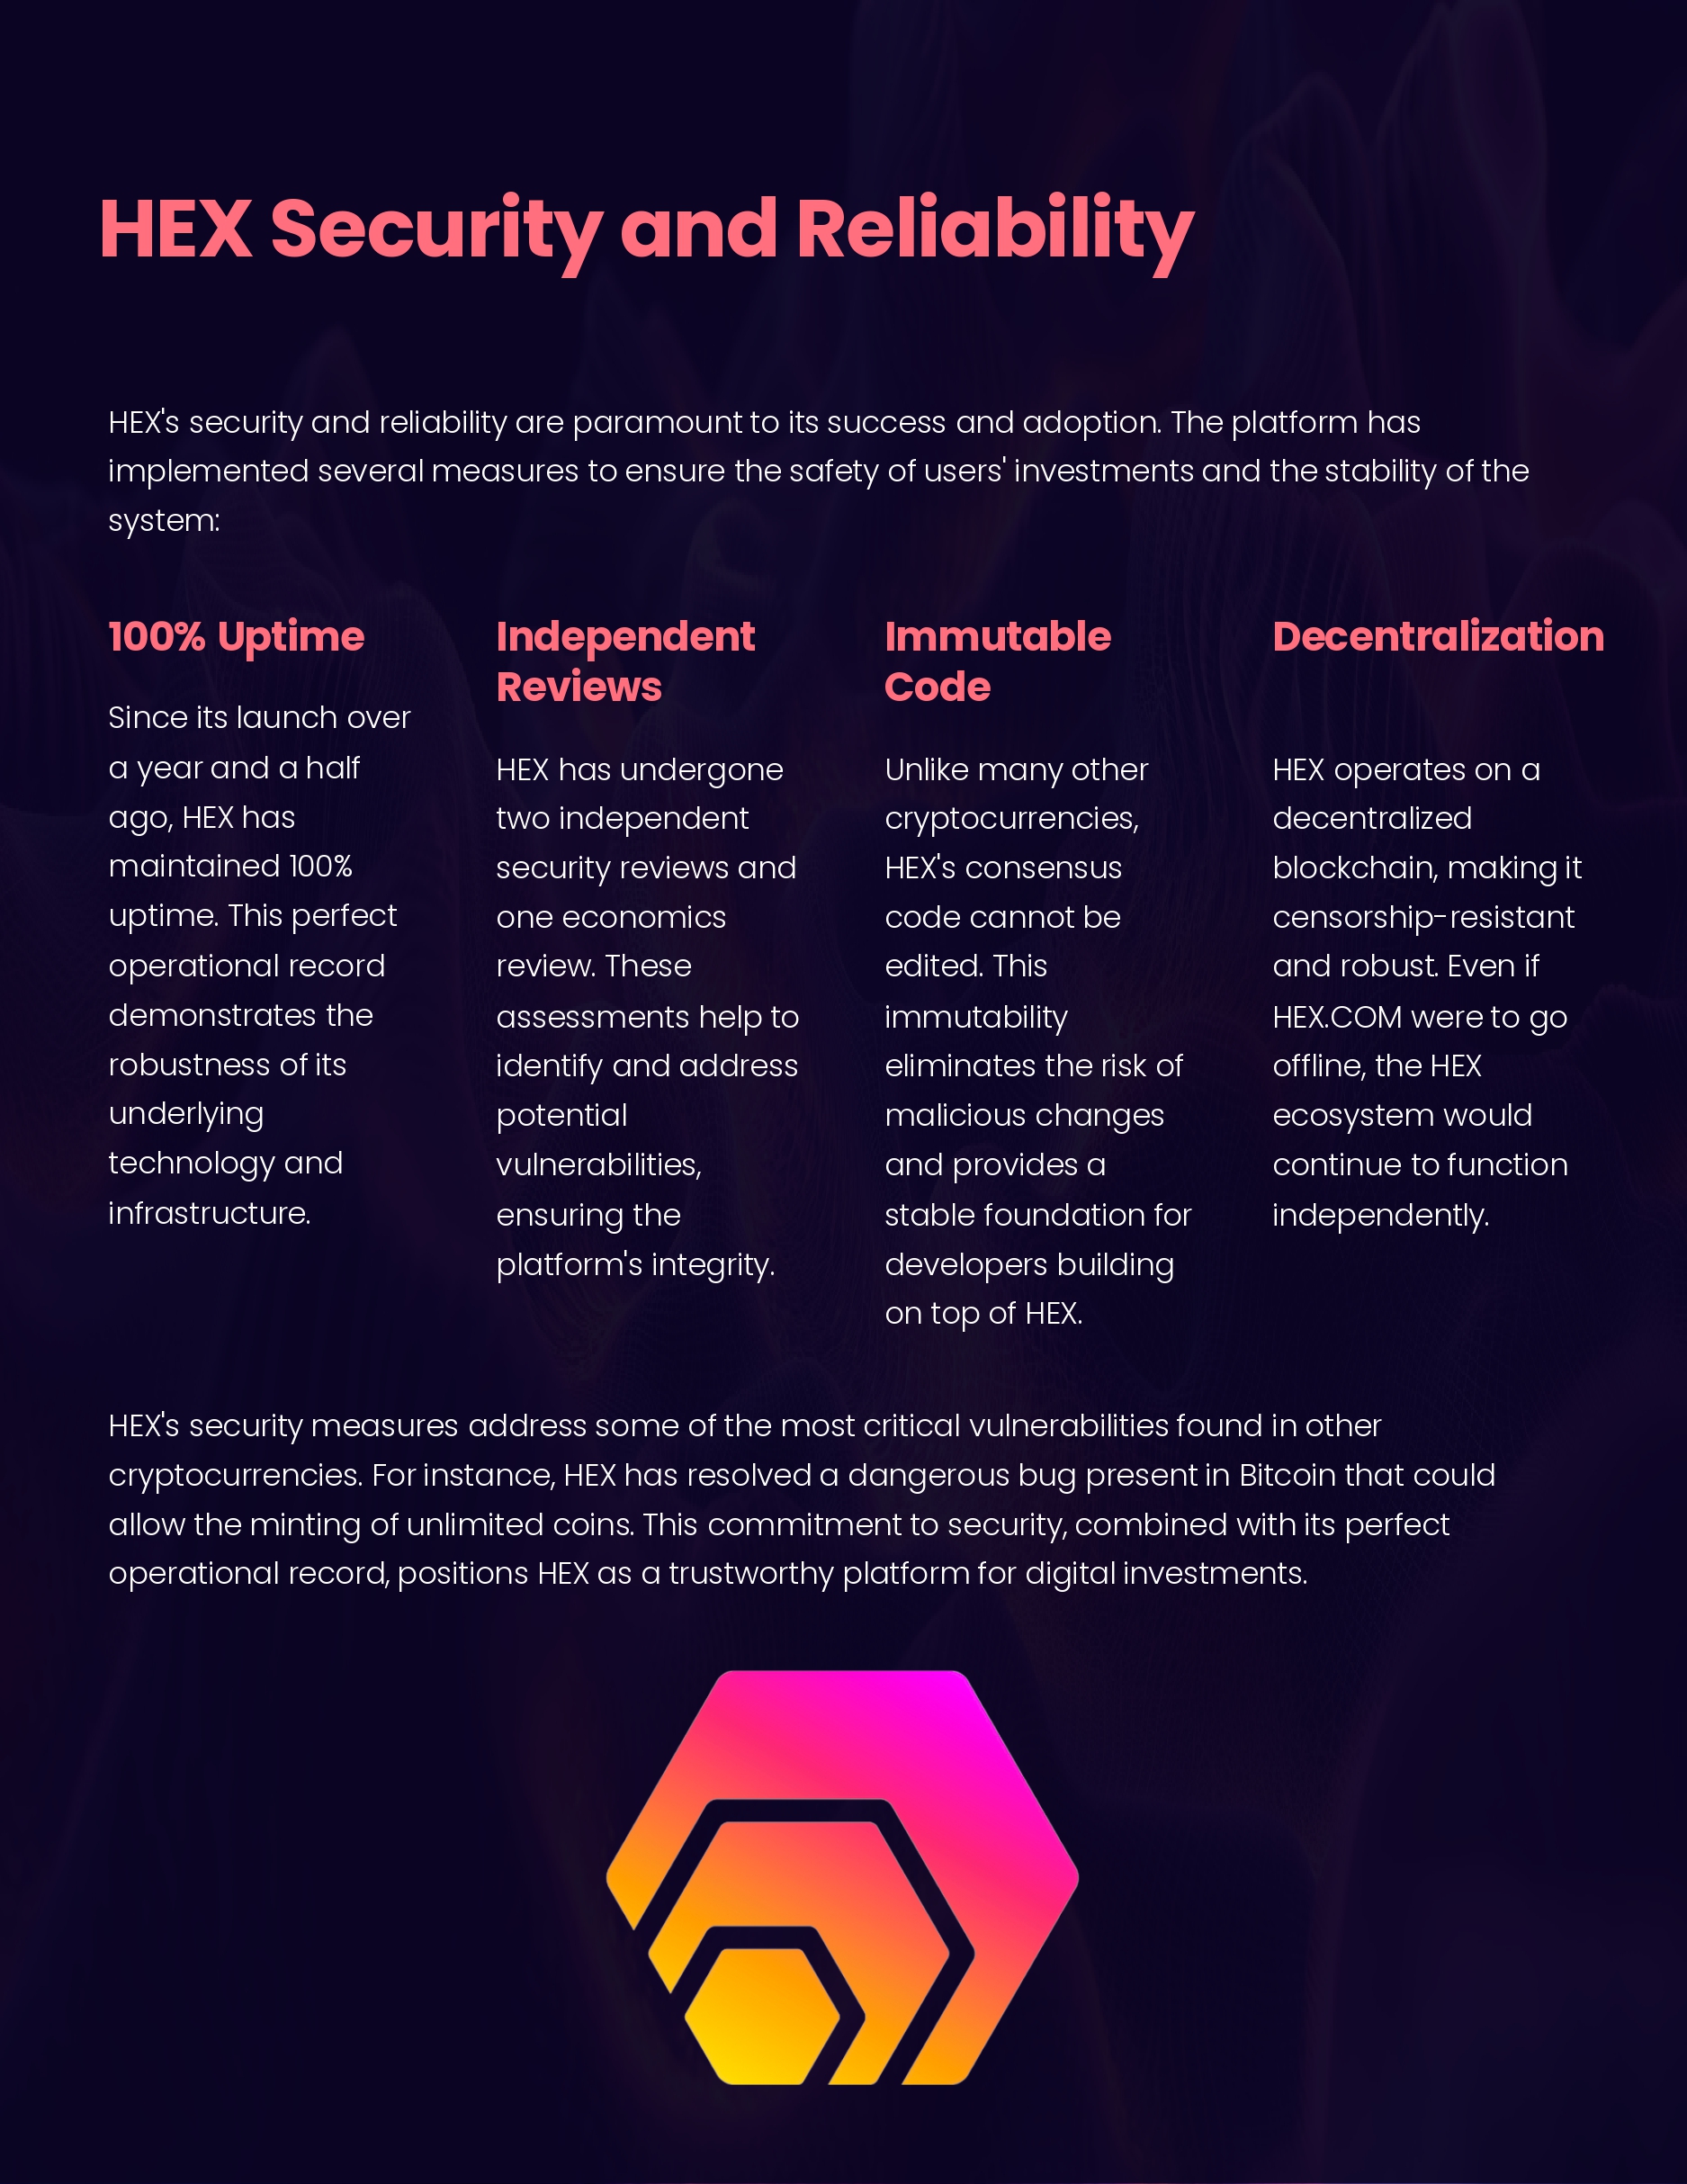 HEX Security and Reliability
HEX's security and reliability are paramount to its success and adoption. The platform has
implemented several measures to ensure the safety of users' investments and the stability of the
system:
100% Uptime
Since its launch over
a year and a half
ago, HEX has
maintained 100%
uptime. This perfect
operational record
demonstrates the
robustness of its
underlying
technology and
infrastructure.
Independent
Reviews
HEX has undergone
two independent
security reviews and
one economics
review. These
assessments help to
identify and address
potential
vulnerabilities,
ensuring the
platform's integrity.
Immutable
Code
Unlike many other
cryptocurrencies,
HEX's consensus
code cannot be
edited. This
immutability
eliminates the risk of
malicious changes
and provides a
stable foundation for
developers building
on top of HEX.
Decentralization
HEX operates on a
decentralized
blockchain, making it
censorship-resistant
and robust. Even if
HEX.COM were to go
offline, the HEX
ecosystem would
continue to function
independently.
HEX's security measures address some of the most critical vulnerabilities found in other
cryptocurrencies. For instance, HEX has resolved a dangerous bug present in Bitcoin that could
allow the minting of unlimited coins. This commitment to security, combined with its perfect
operational record, positions HEX as a trustworthy platform for digital investments.